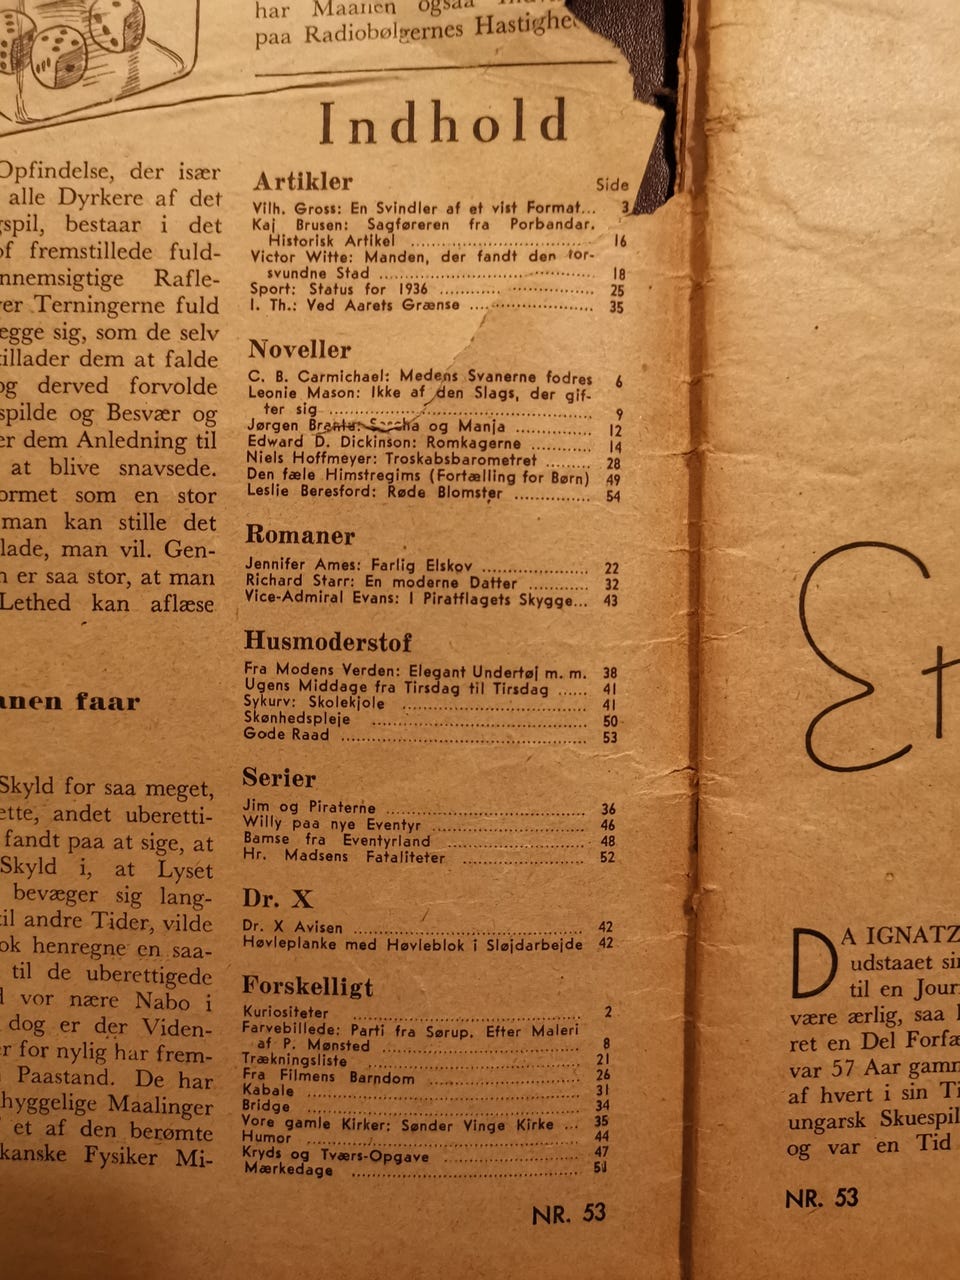 har Maanen ogsaa
paa Radiobølgernes
Opfindelse, der især
alle Dyrkere af det
bestaar i det
fremstillede fuld-
Rafle-
Terningerne fuld
sig, som de selv
dem at falde
og derved forvolde
spilde og Besvær og
er dem Anledning til
at blive snavsede.
som en stor
man kan stille det
man vil. Gen-
er saa stor, at man
Lethed kan aflæse
faar
Skyld for saa meget,
andet uberetti-
fandt paa at sige, at
Skyld i, at Lyset
bevæger sig lang-
til andre Tider, vilde
henregne en saa-
til de uberettigede
vor nære Nabo i
dog er der Viden-
for nylig har frem-
Paastand. De har
hyggelige Maalinger
et af den berømte
Fysiker Mi-
Indhold
Artikler Side
Vilh. Gross: En Svindler af et vist Format... 3
Kaj Brusen: Sagføreren fra Porbandar.
Historisk Artikel ........................ 16
Victor Witte: Manden, der fandt den for-
svundne Stad ........................ 18
Sport: Status for 1936 ........................ 25
I. Th.: Ved Aarets Grænse ........................ 35
Noveller
C. B. Carmichael: Medens Svanerne fodres 6
Leonie Mason: Ikke af den Slags, der gif-
ter sig ........................ 9
Jørgen og Manja ............... 12
Edward D. Dickinson: Romkagerne ............ 14
Niels Hoffmeyer: Troskabsbarometret ........ 28
Den fæle Himstregims (Fortælling for Børn) 49
Leslie Beresford: Røde Blomster ............... 54
Romaner
Jennifer Ames: Farlig Elskov ..................... 22
Richard Starr: En moderne Datter ............ 32
Vice-Admiral Evans: I Piratflagets Skygge... 43
Husmoderstof
Fra Modens Verden: Elegant Undertøj m. m. 38
Ugens Middage fra Tirsdag til Tirsdag ...... 41
Sykurv: Skolekjole ........................ 41
Skønhedspleje ........................ 50
Gode Raad ........................ 53
Serier
Jim og Piraterne ........................ 36
Willy paa nye Eventyr ........................ 46
Bamse fra Eventyrland ........................ 48
Hr. Madsens Fataliteter ..................... 52
Dr. X
Dr. X Avisen ........................ 42
Høvleplanke med Høvleblok i Sløjdarbejde 42
Forskelligt
Kuriositeter ........................ 2
Farvebillede: Parti fra Sørup. Efter Maleri
af P. Mønsted ........................ 8
Trækningsliste ........................ 21
Fra Filmens Barndom ........................ 26
Kabale ........................ 31
Bridge ........................ 34
Vore gamle Kirker: Sønder Vinge Kirke ... 35
Humor ........................ 44
Kryds og Tværs-Opgave ..................... 47
Mærkedage ........................ 51
NR. 53
Et
DA IGNATZ
udstaaet
til en
være ærlig, saa
ret en Del
var 57 Aar
af hvert i sin
ungarsk
og var en Tid
NR. 53